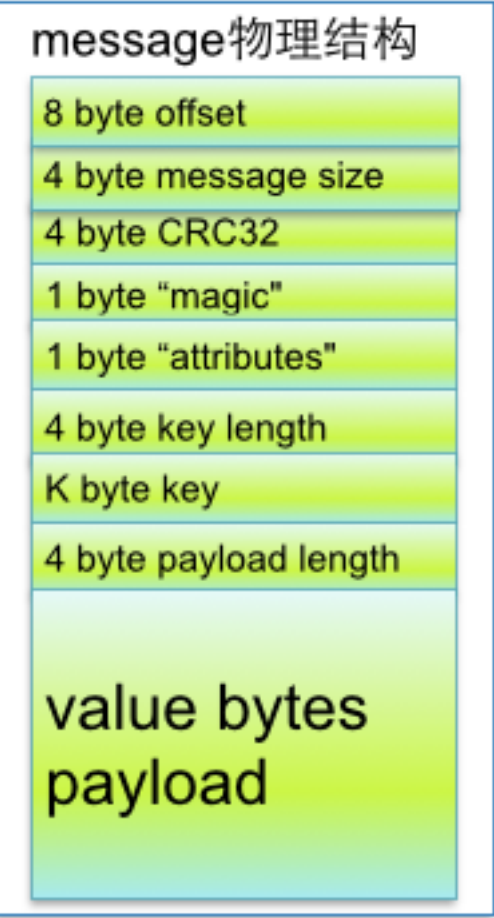 message物理结构
8 byte offset
4 byte message size
4 byte CRC32
1 byte “magic"
1 byte “attributes"
4 byte key length
K byte key
4 byte payload length
value bytes
payload